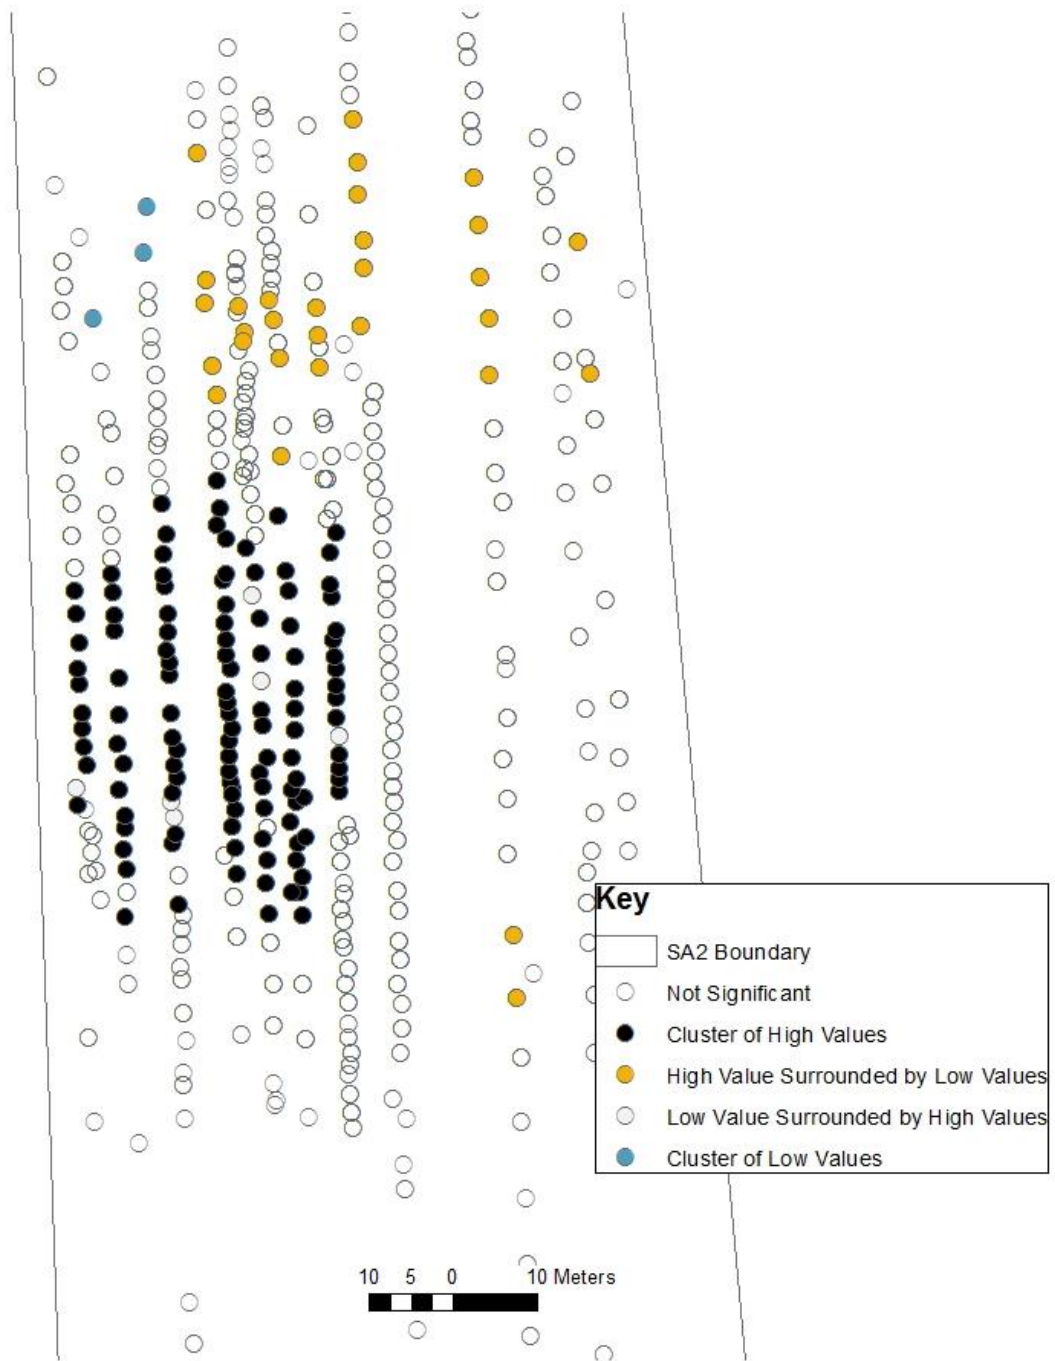 Key
SA2 Boundary
Not Significant
Cluster of High Values
High Value Surrounded by Low Values
Low Value Surrounded by High Values
Cluster of Low Values
10 5 0 10 Meters